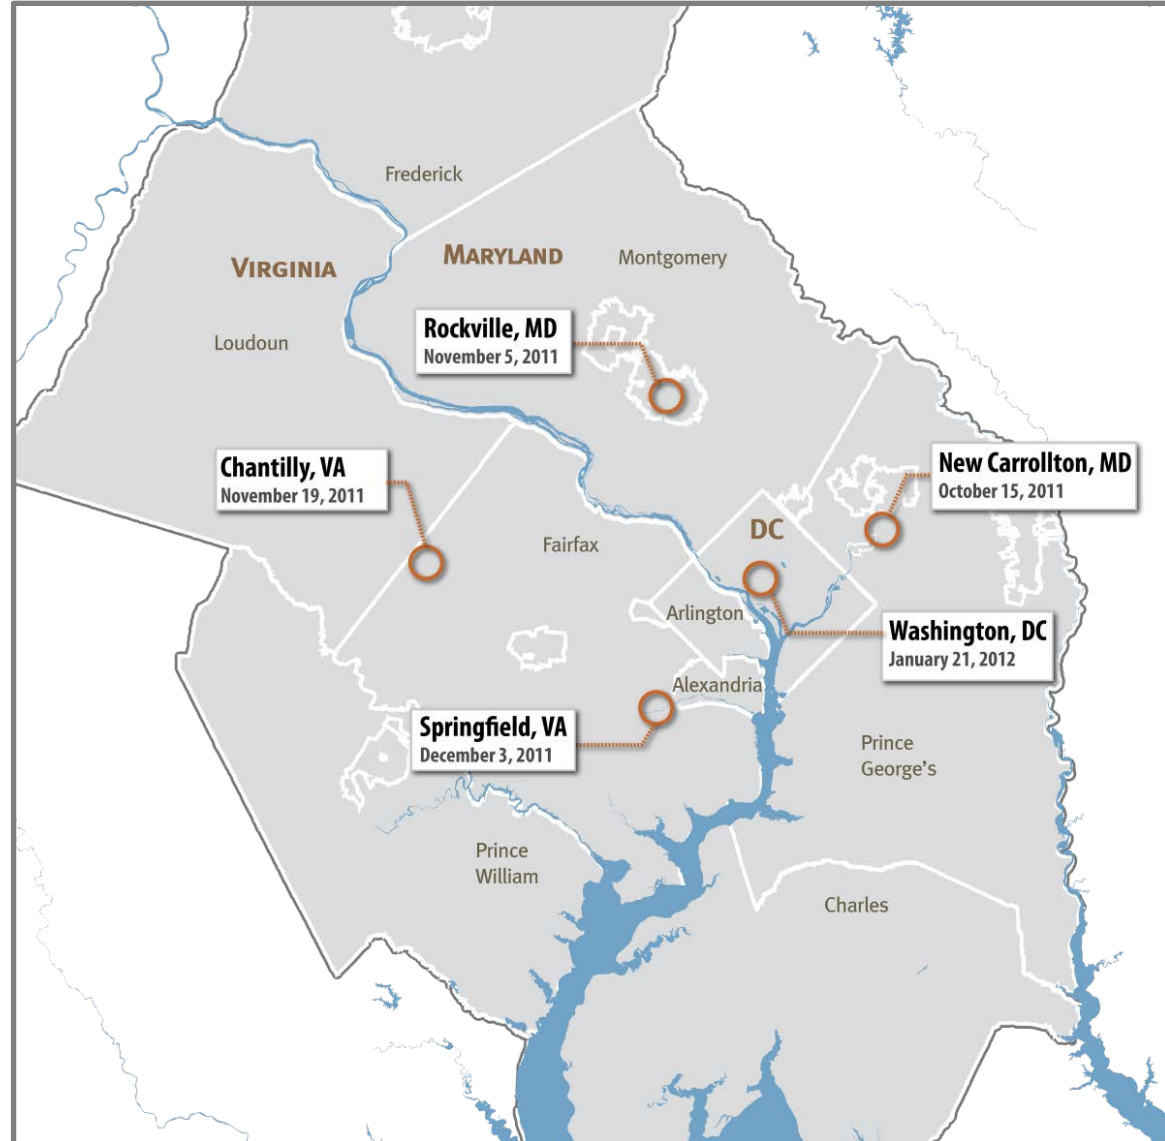 Frederick
MARYLAND
Montgomery
VIRGINIA
Loudoun
Rockville, MD
November 5, 2011
Chantilly, VA
November 19, 2011
New Carrollton, MD
October 15, 2011
DC
Fairfax
Arlington
Washington, DC
January 21, 2012
Alexandria
Springfield, VA
December 3, 2011
Prince
George's
Prince
William
Charles